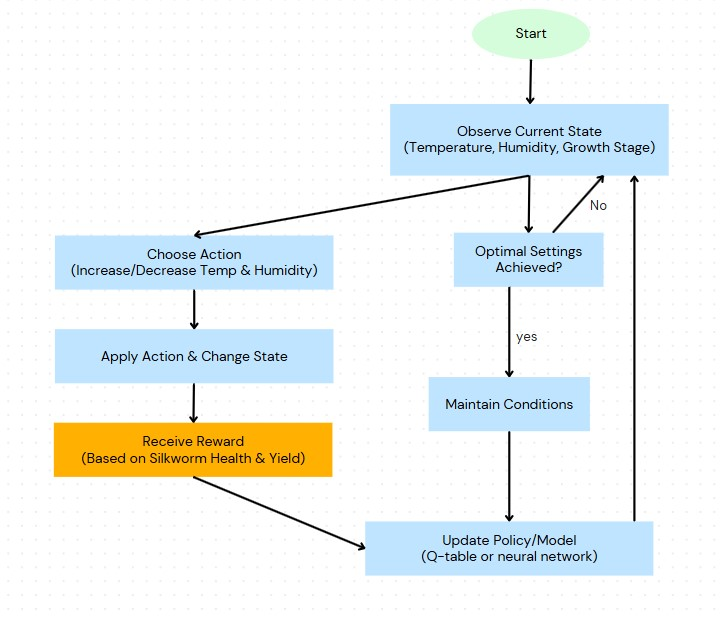 Start
Observe Current State
(Temperature, Humidity, Growth Stage)
No
Choose Action
(Increase/Decrease Temp & Humidity)
Optimal Settings
Achieved?
Apply Action & Change State
yes
Maintain Conditions
Receive Reward
(Based on Silkworm Health & Yield)
Update Policy/Model
(Q-table or neural network)